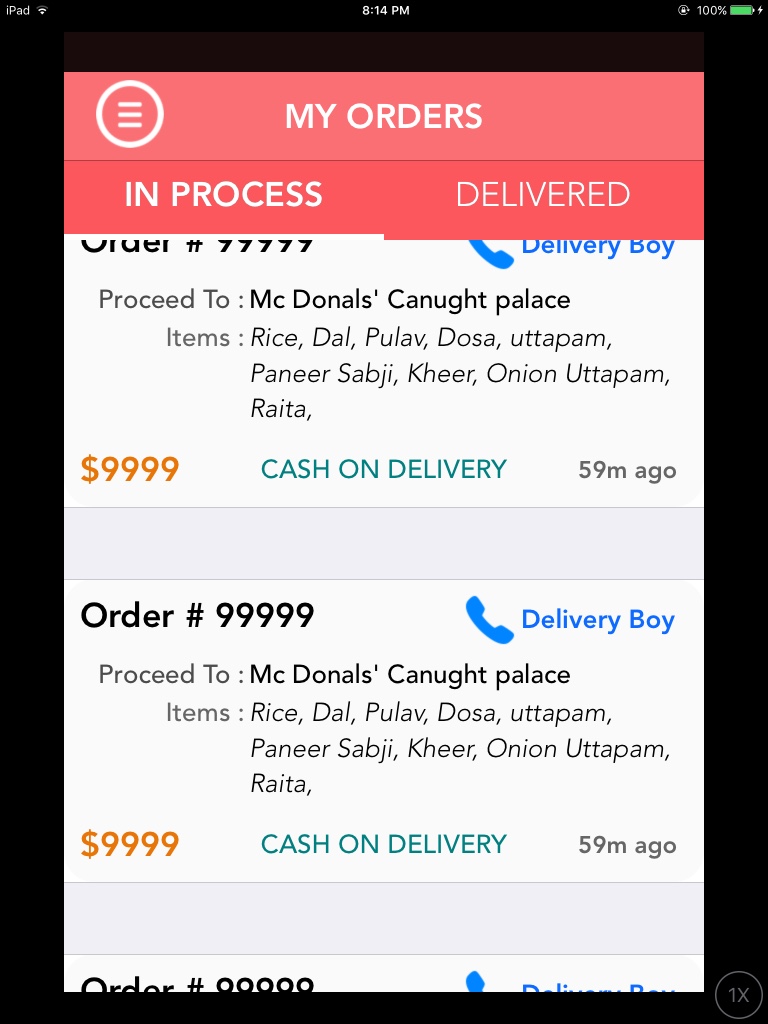 iPad 8:14 PM 100%
MY ORDERS
IN PROCESS DELIVERED
Order # 99999 Delivery Boy
Proceed To : Mc Donals' Canught palace
Items : Rice, Dal, Pulav, Dosa, uttapam,
Paneer Sabji, Kheer, Onion Uttapam,
Raita,
$9999 CASH ON DELIVERY 59m ago
Order # 99999 Delivery Boy
Proceed To : Mc Donals' Canught palace
Items : Rice, Dal, Pulav, Dosa, uttapam,
Paneer Sabji, Kheer, Onion Uttapam,
Raita,
$9999 CASH ON DELIVERY 59m ago
Order # 99999 Delivery Boy
1X